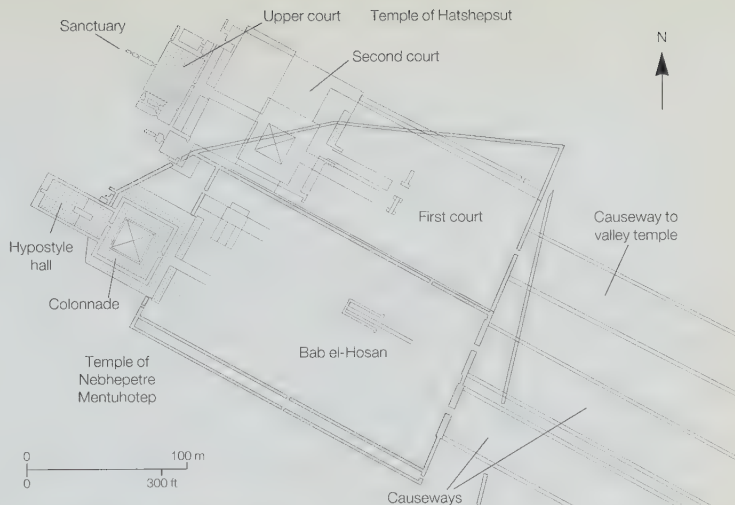 Upper court
Temple of Hatshepsut
Sanctuary
Second court
N
First court
Causeway to
valley temple
Hypostyle
hall
Colonnade
Bab el-Hosan
Temple of
Nebhepetre
Mentuhotep
0 100 m
0 300 ft
Causeways